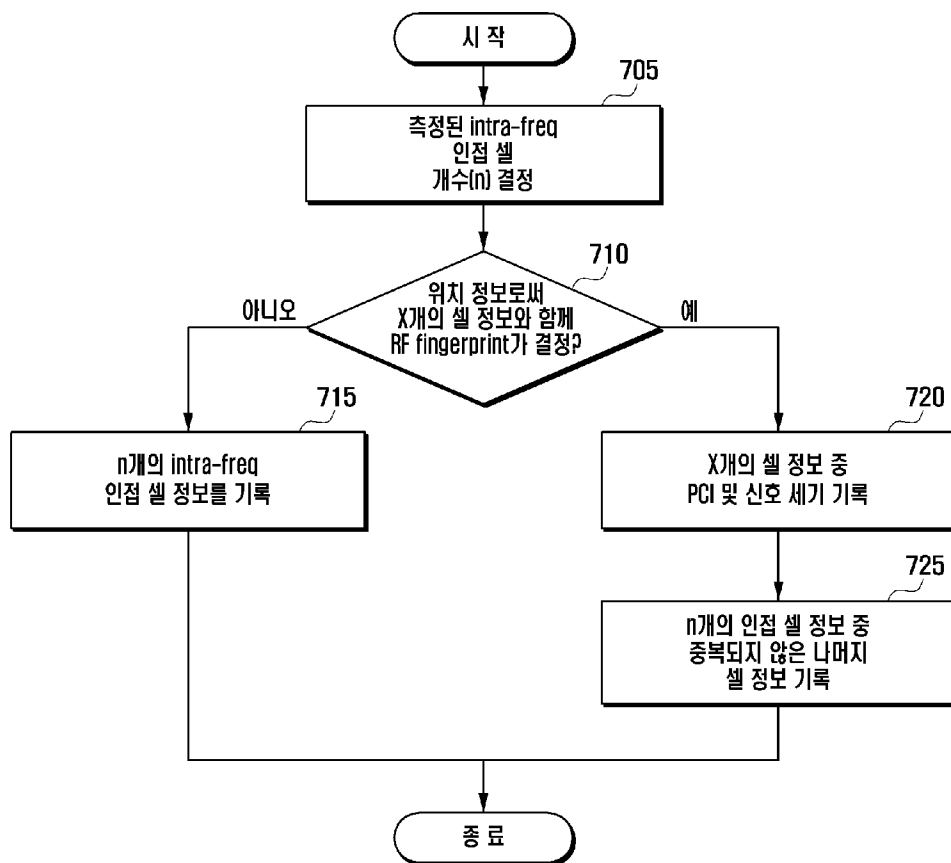 시 작
705
측정된 intra-freq
인접 셀
개수(n) 결정
710
위치 정보로써
X개의 셀 정보와 함께
RF fingerprint가 결정?
아니오
예
715
n개의 intra-freq
인접 셀 정보를 기록
720
X개의 셀 정보 중
PCI 및 신호 세기 기록
725
n개의 인접 셀 정보 중
중복되지 않은 나머지
셀 정보 기록
종 료